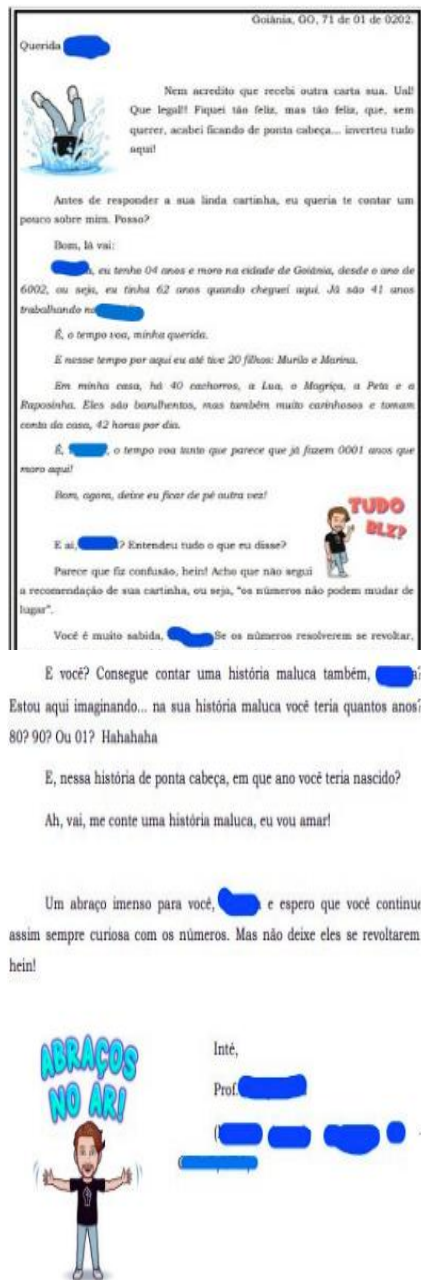 Goiânia, GO, 71 de 01 de 0202.
Querida
Nem acredito que recebi outra carta sua. Uai!
Que legal!! Fiquei tão feliz, mas tão feliz, que, sem
querer, acabei ficando de ponta cabeça... inverteu tudo
aqui!
Antes de responder a sua linda cartinha, eu queria te contar um
pouco sobre mim. Posso?
Bom, lá vai:
, eu tenho 04 anos e moro na cidade de Goiânia, desde o ano de
6002, ou seja, eu tinha 62 anos quando cheguei aqui. Já são 41 anos
trabalhando no
É, o tempo voa, minha querida.
E nesse tempo por aqui eu até tive 20 filhos: Murilo e Marina.
Em minha casa, há 40 cachorros, a Lua, o Magriça, a Peta e a
Raposinha. Eles são barulhentos, mas também muito carinhosos e tomam
conta da casa, 42 horas por dia.
É, , o tempo voa tanto que parece que já fazem 0001 anos que
moro aqui!
Bom, agora, deixe eu ficar de pé outra vez!
TUDO
BLZ?
E ai, ? Entendeu tudo o que eu disse?
Parece que fiz confusão, hein! Acho que não segui
a recomendação de sua cartinha, ou seja, "os números não podem mudar de
lugar".
Você é muito sabida, Se os números resolverem se revoltar,
E você? Consegue contar uma história maluca também, a?
Estou aqui imaginando... na sua história maluca você teria quantos anos?
80? 90? Ou 01? Hahahaha
E, nessa história de ponta cabeça, em que ano você teria nascido?
Ah, vai, me conte uma história maluca, eu vou amar!
Um abraço imenso para você, e espero que você continue
assim sempre curiosa com os números. Mas não deixe eles se revoltarem
hein!
ABRAÇOS
NO AR!
Inté,
Prof.